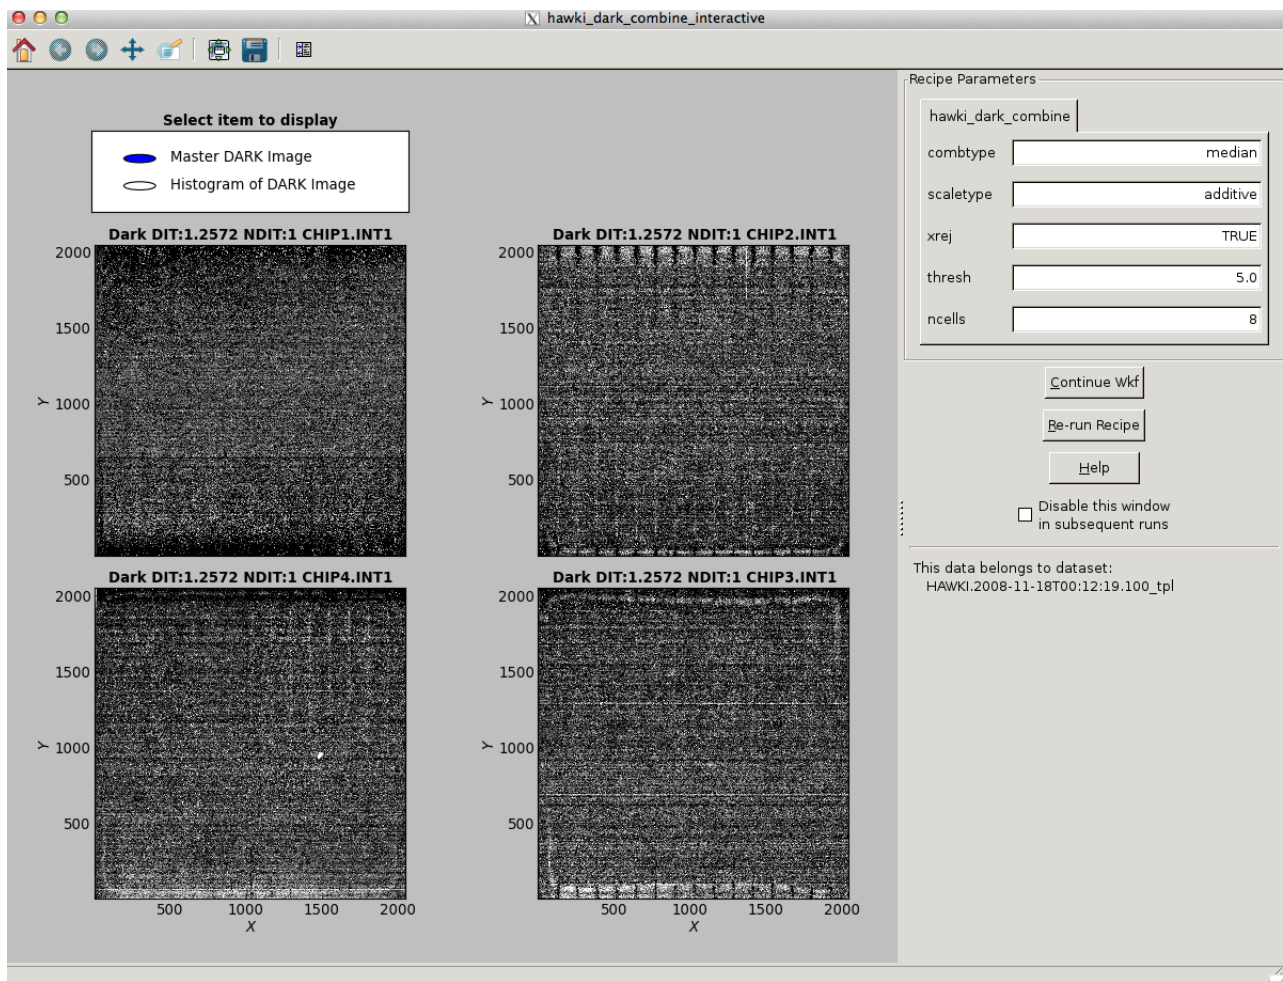 hawki_dark_combine_interactive
Select item to display
Master DARK Image
Histogram of DARK Image
Dark DIT:1.2572 NDIT:1 CHIP1.INT1
2000
1500
1000
500
Y
Dark DIT:1.2572 NDIT:1 CHIP2.INT1
2000
1500
1000
500
Y
Dark DIT:1.2572 NDIT:1 CHIP4.INT1
2000
1500
1000
500
Y
500 1000 1500 2000
X
Dark DIT:1.2572 NDIT:1 CHIP3.INT1
2000
1500
1000
500
Y
500 1000 1500 2000
X
Recipe Parameters
hawki_dark_combine
combtype median
scaletype additive
xrej TRUE
thresh 5.0
ncells 8
Continue Wkf
Re-run Recipe
Help
Disable this window
in subsequent runs
This data belongs to dataset:
HAWKI.2008-11-18T00:12:19.100_tpl